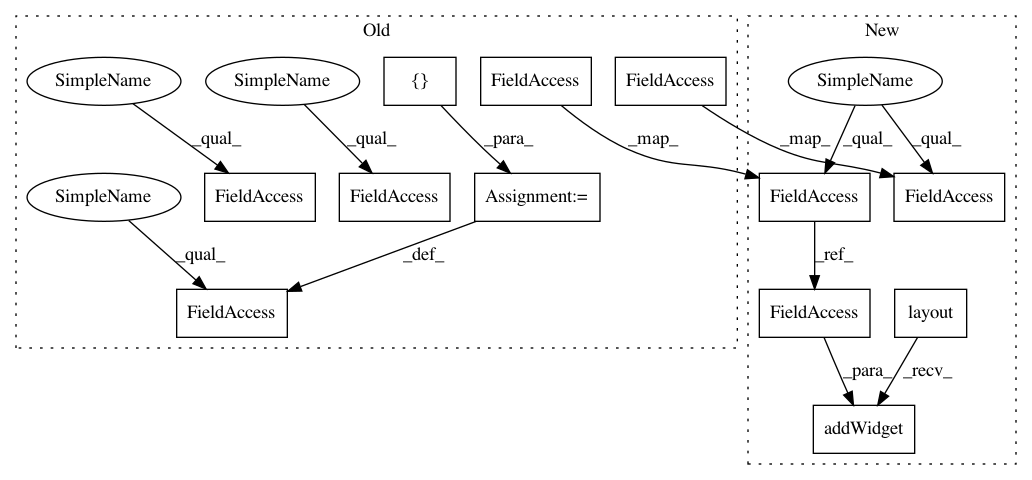 Old
New
SimpleName
SimpleName
{}
FieldAccess
FieldAccess
SimpleName
_qual_
_qual_
_para_
_map_
_map_
_qual_
_qual_
SimpleName
FieldAccess
FieldAccess
Assignment:=
FieldAccess
FieldAccess
_qual_
_def_
_ref_
FieldAccess
FieldAccess
layout
_para_
_recv_
addWidget